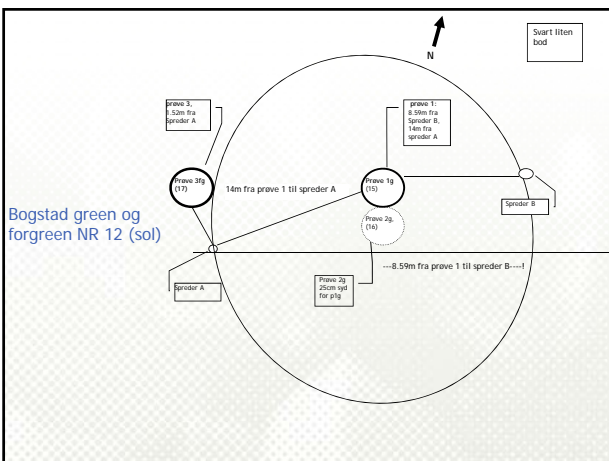 N
Svart liten
bod
prøve 3,
1.52m fra
Spreder A
prøve 1:
8.59m fra
Spreder B,
14m fra
spreder A
Prøve 3fg
(17)
14m fra prøve 1 til spreder A
Prøve 1g
(15)
Spreder B
Bogstad green og
forgreen NR 12 (sol)
Prøve 2g,
(16)
---8.59m fra prøve 1 til spreder B----!
Spreder A
Prøve 2g
25cm syd
for p1g